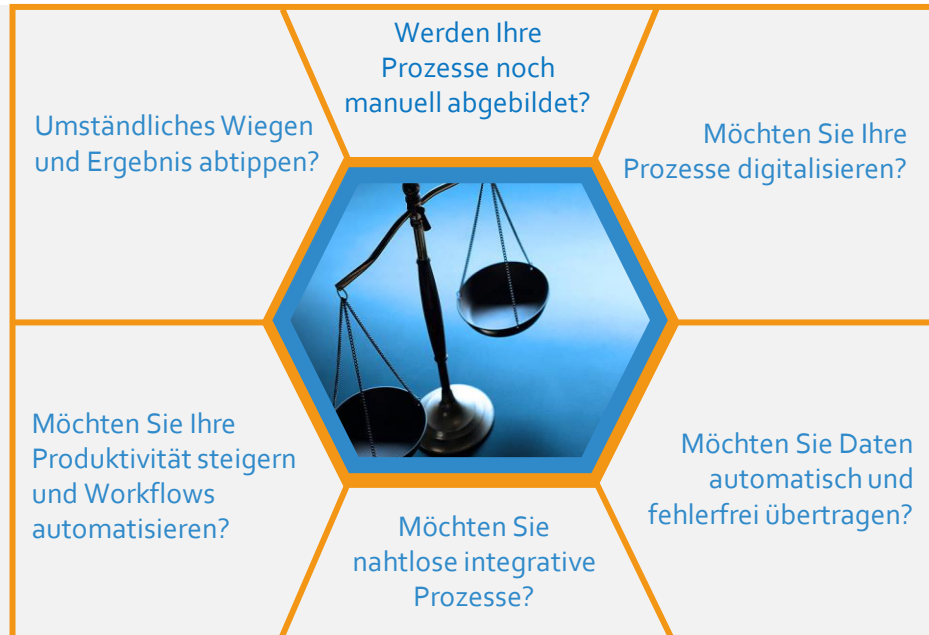 Werden Ihre
Prozesse noch
manuell abgebildet?
Umständliches Wiegen
und Ergebnis abtippen?
Möchten Sie Ihre
Prozesse digitalisieren?
Möchten Sie Ihre
Produktivität steigern
und Workflows
automatisieren?
Möchten Sie Daten
automatisch und
fehlerfrei übertragen?
Möchten Sie
nahtlose integrative
Prozesse?